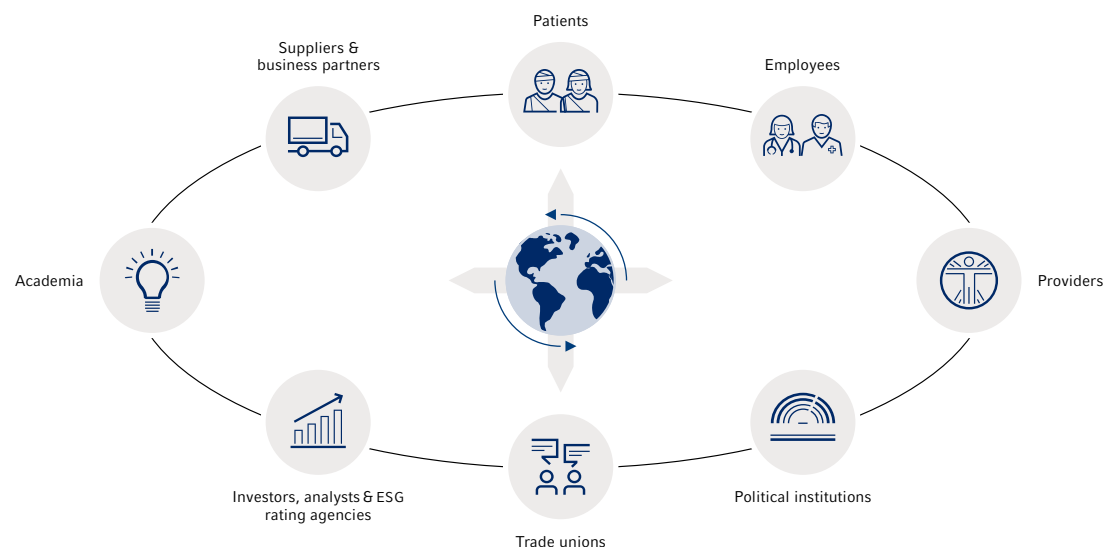 Patients
Suppliers &
business partners
Employees
Academia
Providers
Investors, analysts & ESG
rating agencies
Political institutions
Trade unions